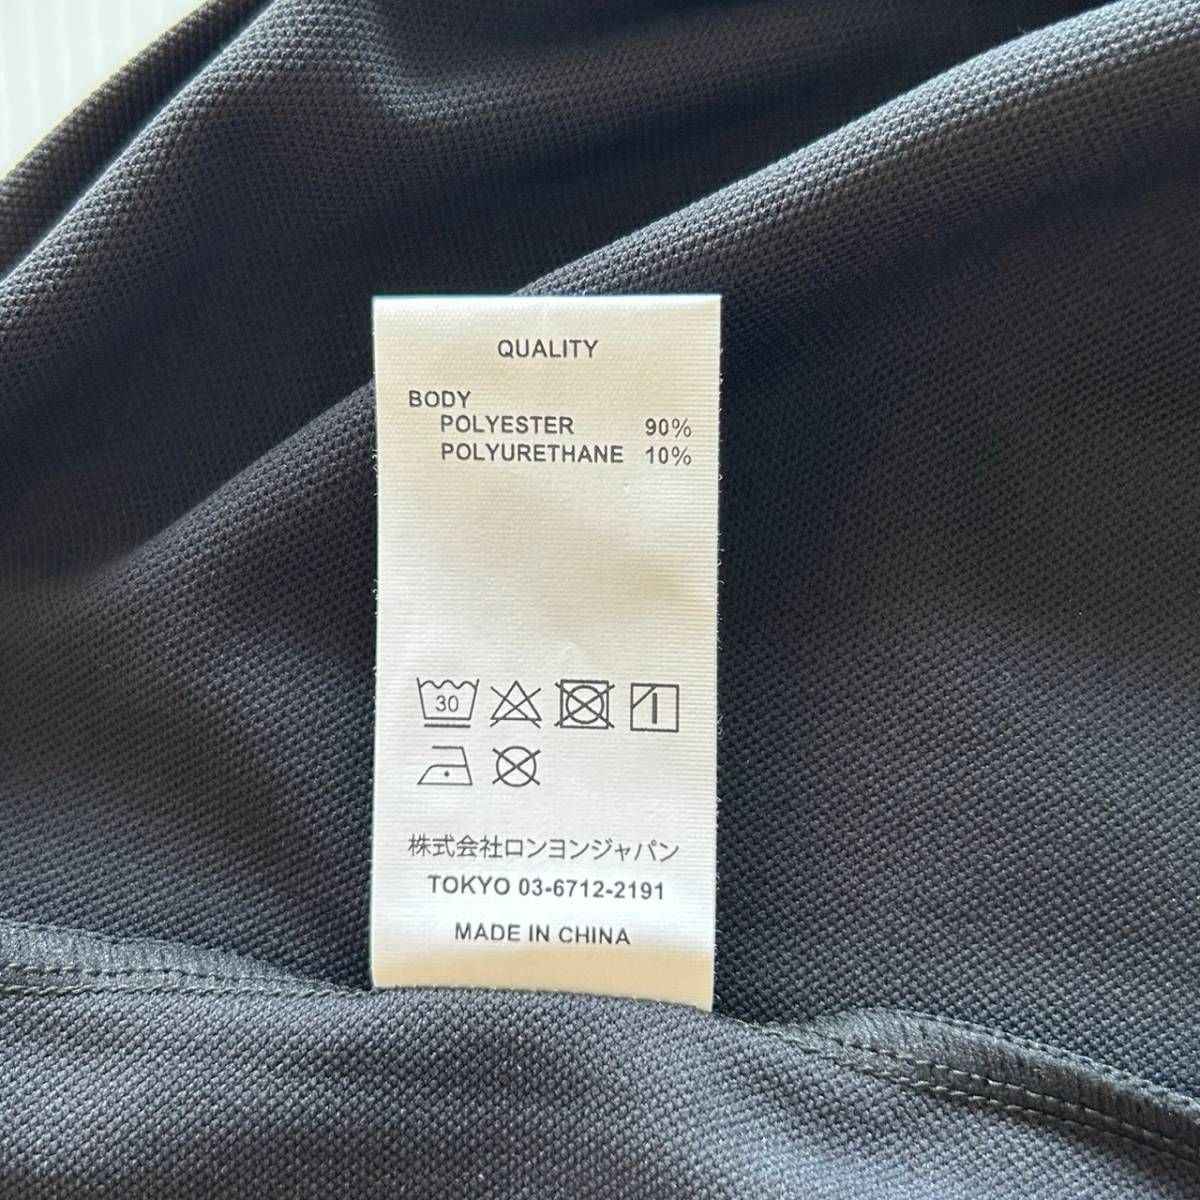 QUALITY
BODY
POLYESTER 90%
POLYURETHANE 10%
30
株式会社ロンヨンジャパン
TOKYO 03-6712-2191
MADE IN CHINA